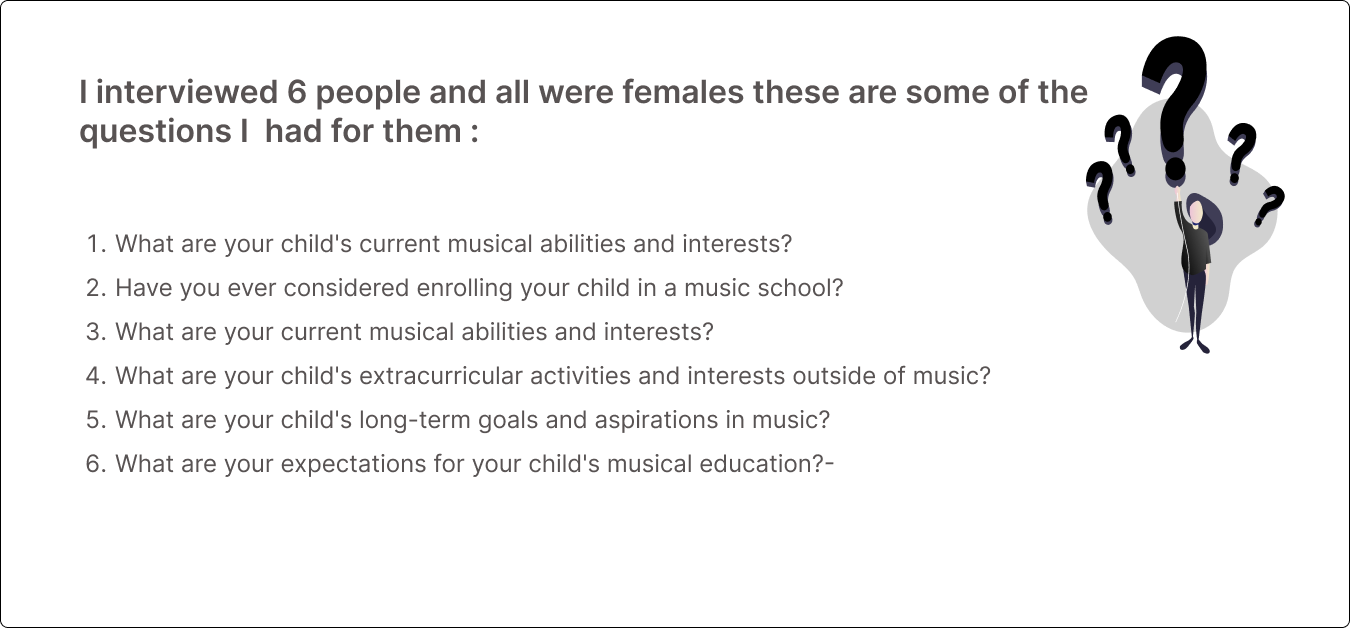 I interviewed 6 people and all were females these are some of the
questions I  had for them :
1. What are your child's current musical abilities and interests?
2. Have you ever considered enrolling your child in a music school?
3. What are your current musical abilities and interests?
4. What are your child's extracurricular activities and interests outside of music?
5. What are your child's long-term goals and aspirations in music?
6. What are your expectations for your child's musical education?-
? ? ? ? ?